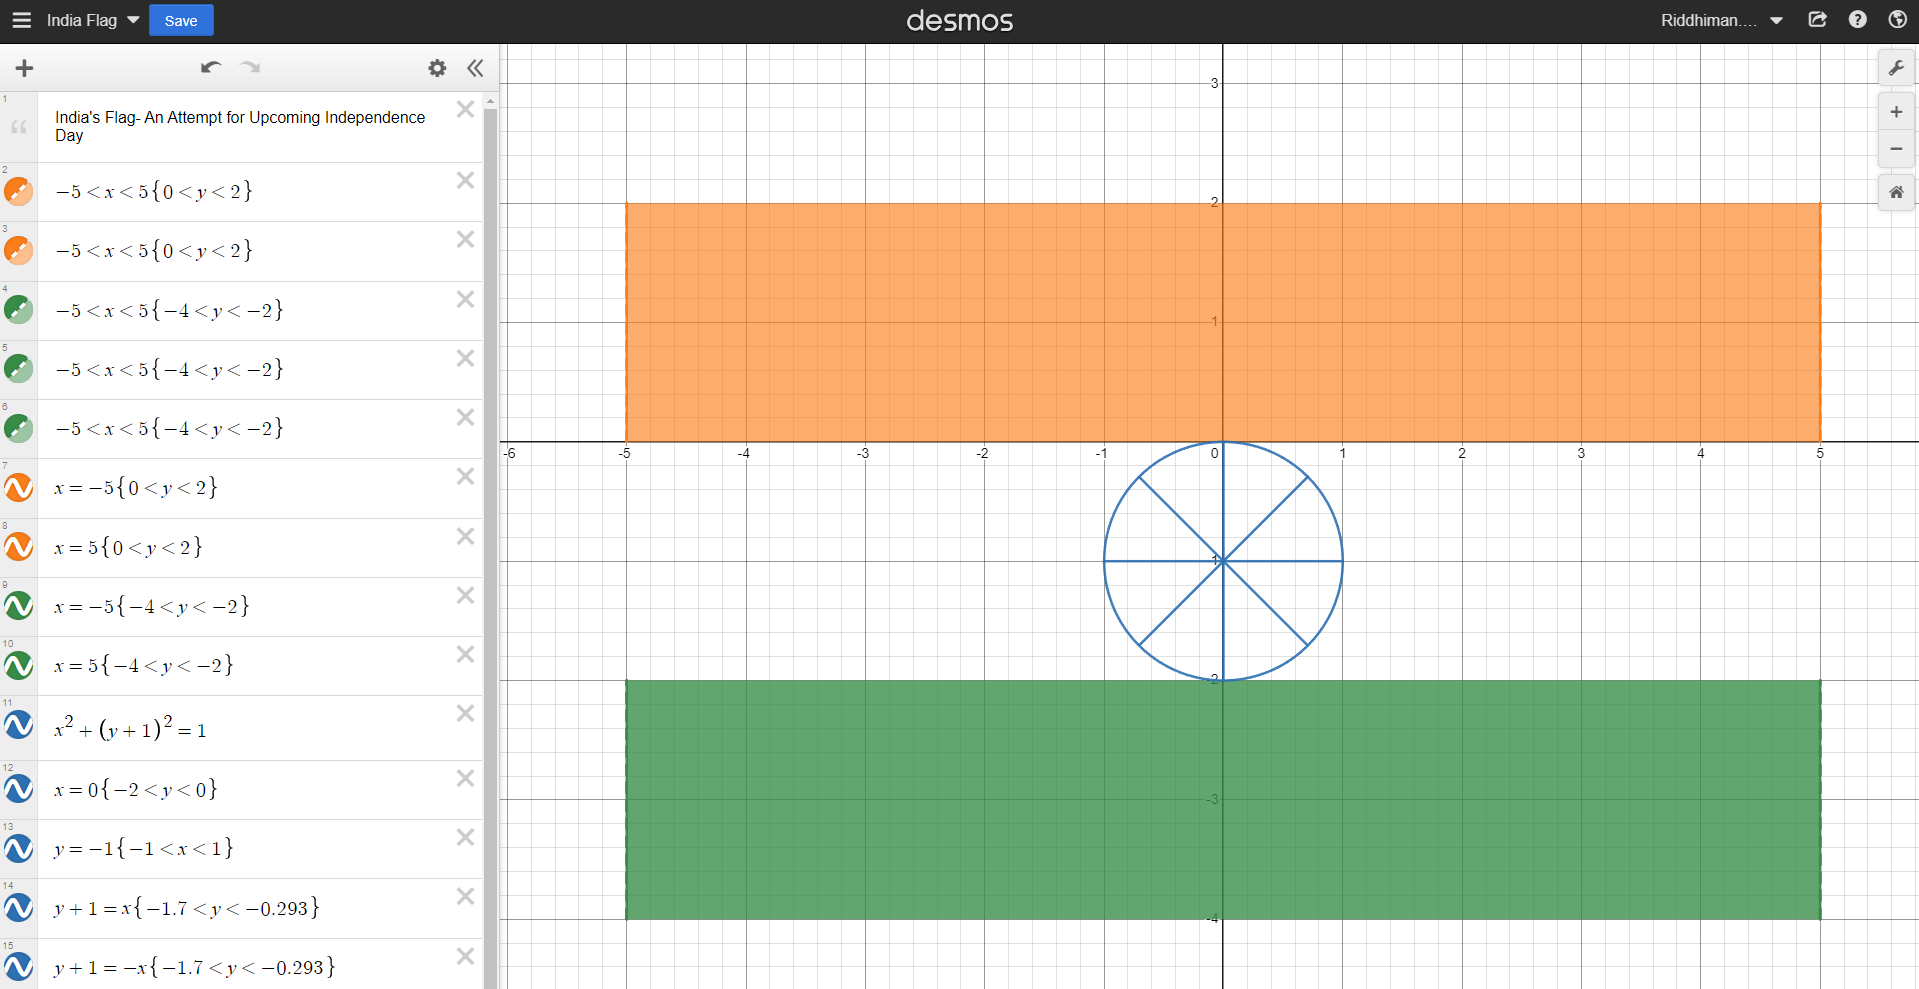 India Flag
Save
desmos
Riddhiman....
1
India's Flag- An Attempt for Upcoming Independence
Day
2
−5 < x < 5{0 < y < 2}
3
−5 < x < 5{0 < y < 2}
4
−5 < x < 5{−4 < y < −2}
5
−5 < x < 5{−4 < y < −2}
6
−5 < x < 5{−4 < y < −2}
7
x = −5{0 < y < 2}
8
x = 5{0 < y < 2}
9
x = −5{−4 < y < −2}
10
x = 5{−4 < y < −2}
11
x² + (y + 1)² = 1
12
x = 0{−2 < y < 0}
13
y = −1{−1 < x < 1}
14
y + 1 = x{−1.7 < y < −0.293}
15
y + 1 = −x{−1.7 < y < −0.293}
3
2
1
-6 -5 -4 -3 -2 -1 0 1 2 3 4 5
-1
-2
-3
-4